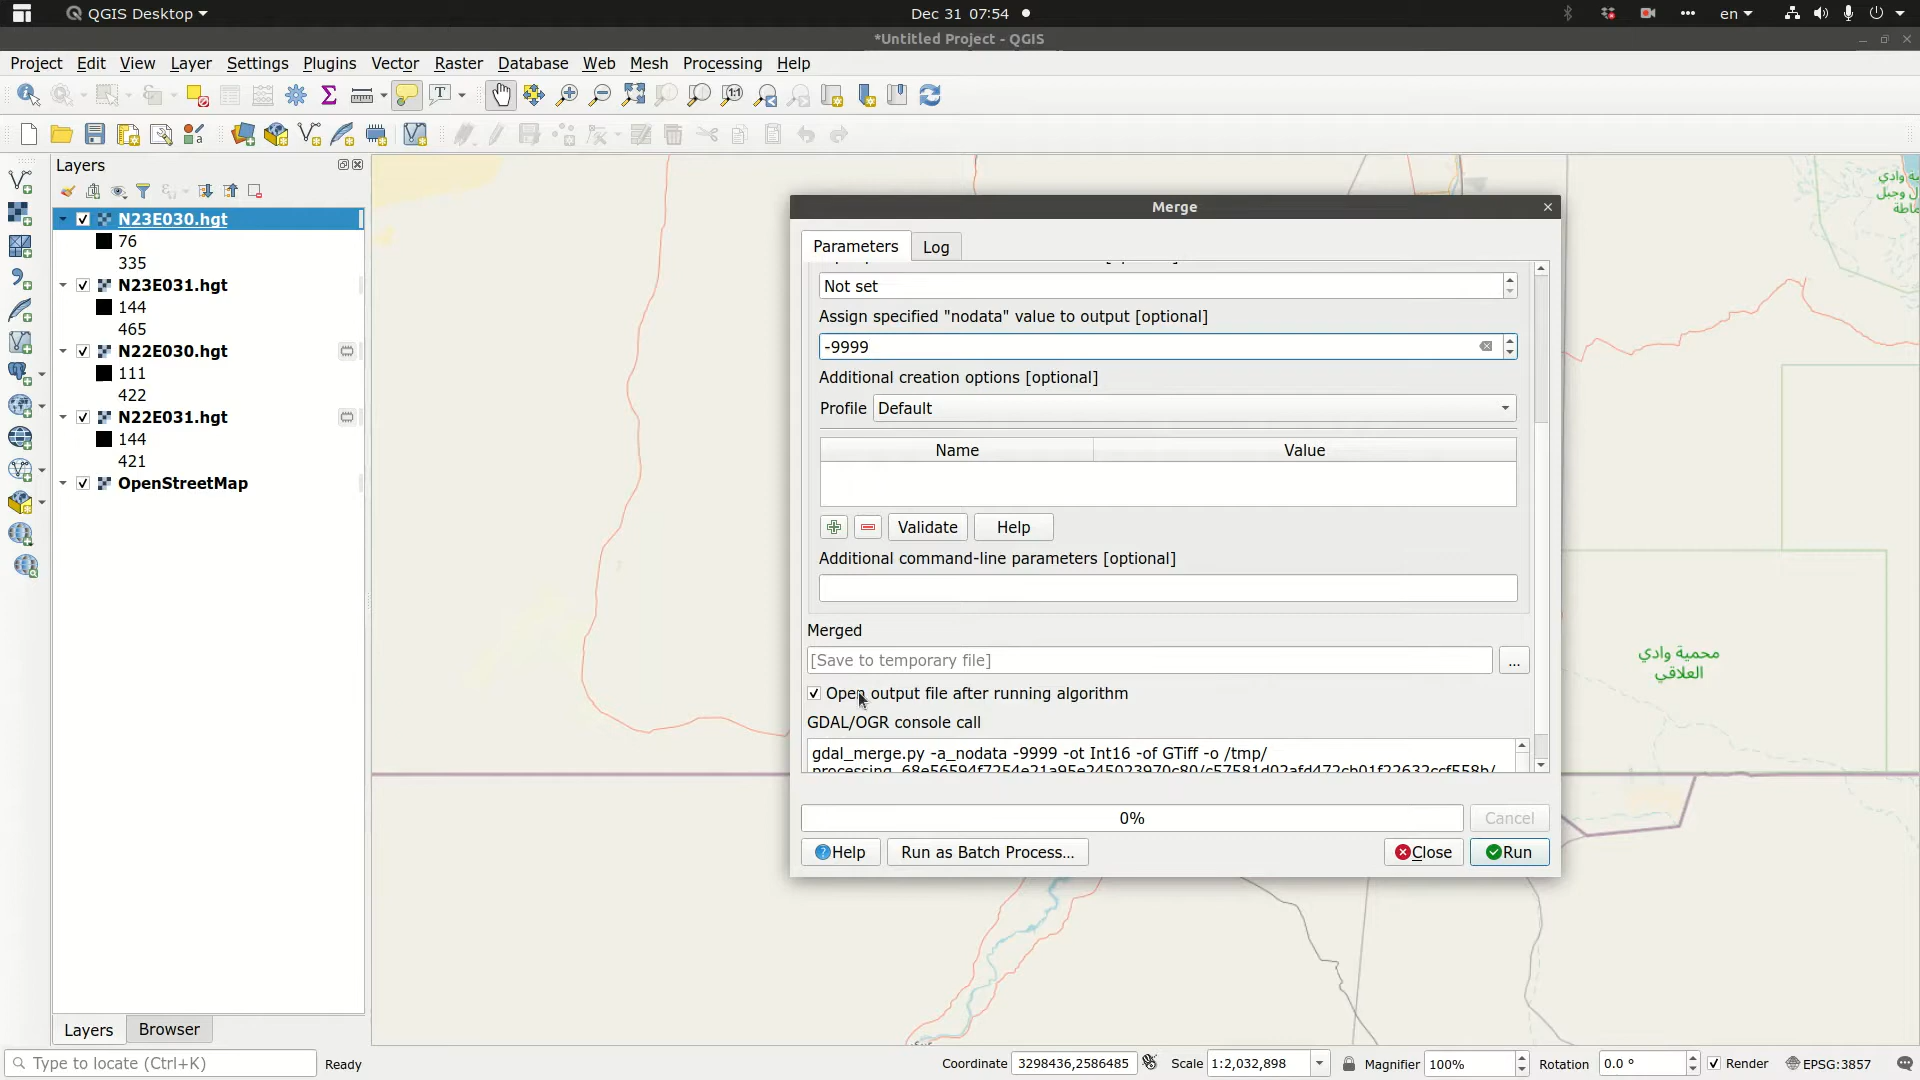 QGIS Desktop
Dec 31 07:54
en
*Untitled Project - QGIS
Project Edit View Layer Settings Plugins Vector Raster Database Web Mesh Processing Help
Layers
N23E030.hgt
76
335
N23E031.hgt
144
465
N22E030.hgt
111
422
N22E031.hgt
144
421
OpenStreetMap
Merge
Parameters Log
Not set
Assign specified "nodata" value to output [optional]
-9999
Additional creation options [optional]
Profile Default
Name Value
Validate Help
Additional command-line parameters [optional]
Merged
[Save to temporary file]
...
Open output file after running algorithm
GDAL/OGR console call
gdal_merge.py -a_nodata -9999 -ot Int16 -of GTiff -o /tmp/
0%
Cancel
Help Run as Batch Process... Close Run
محمية وادي
العلاقي
Layers Browser
Type to locate (Ctrl+K) Ready Coordinate 3298436,2586485 Scale 1:2,032,898 Magnifier 100% Rotation 0.0 ° Render EPSG:3857